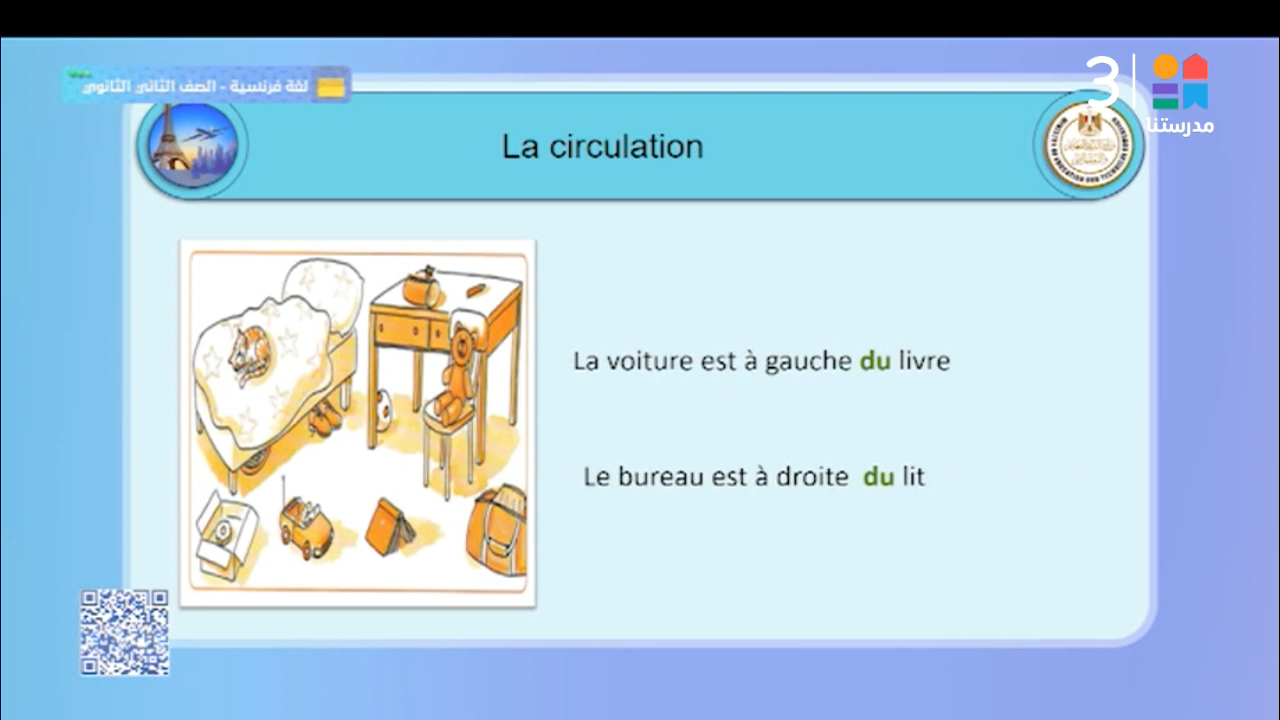 3
مدرستنا
لغة فرنسية - الصف الثاني الثانوي
La circulation
La voiture est à gauche du livre
Le bureau est à droite du lit